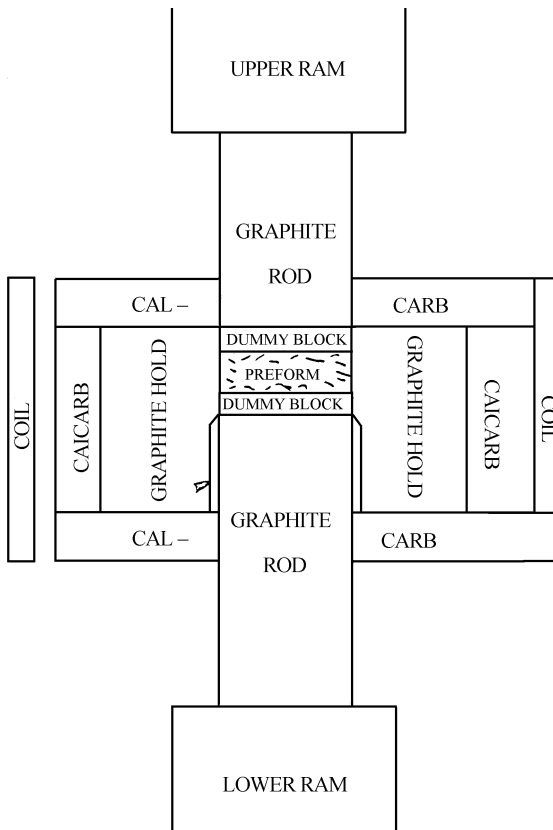 UPPER RAM
GRAPHITE
ROD
CAL –
CARB
DUMMY BLOCK
PREFORM
DUMMY BLOCK
COIL
CAICARB
GRAPHITE HOLD
GRAPHITE HOLD
CAICARB
COIL
GRAPHITE
ROD
CAL –
CARB
LOWER RAM